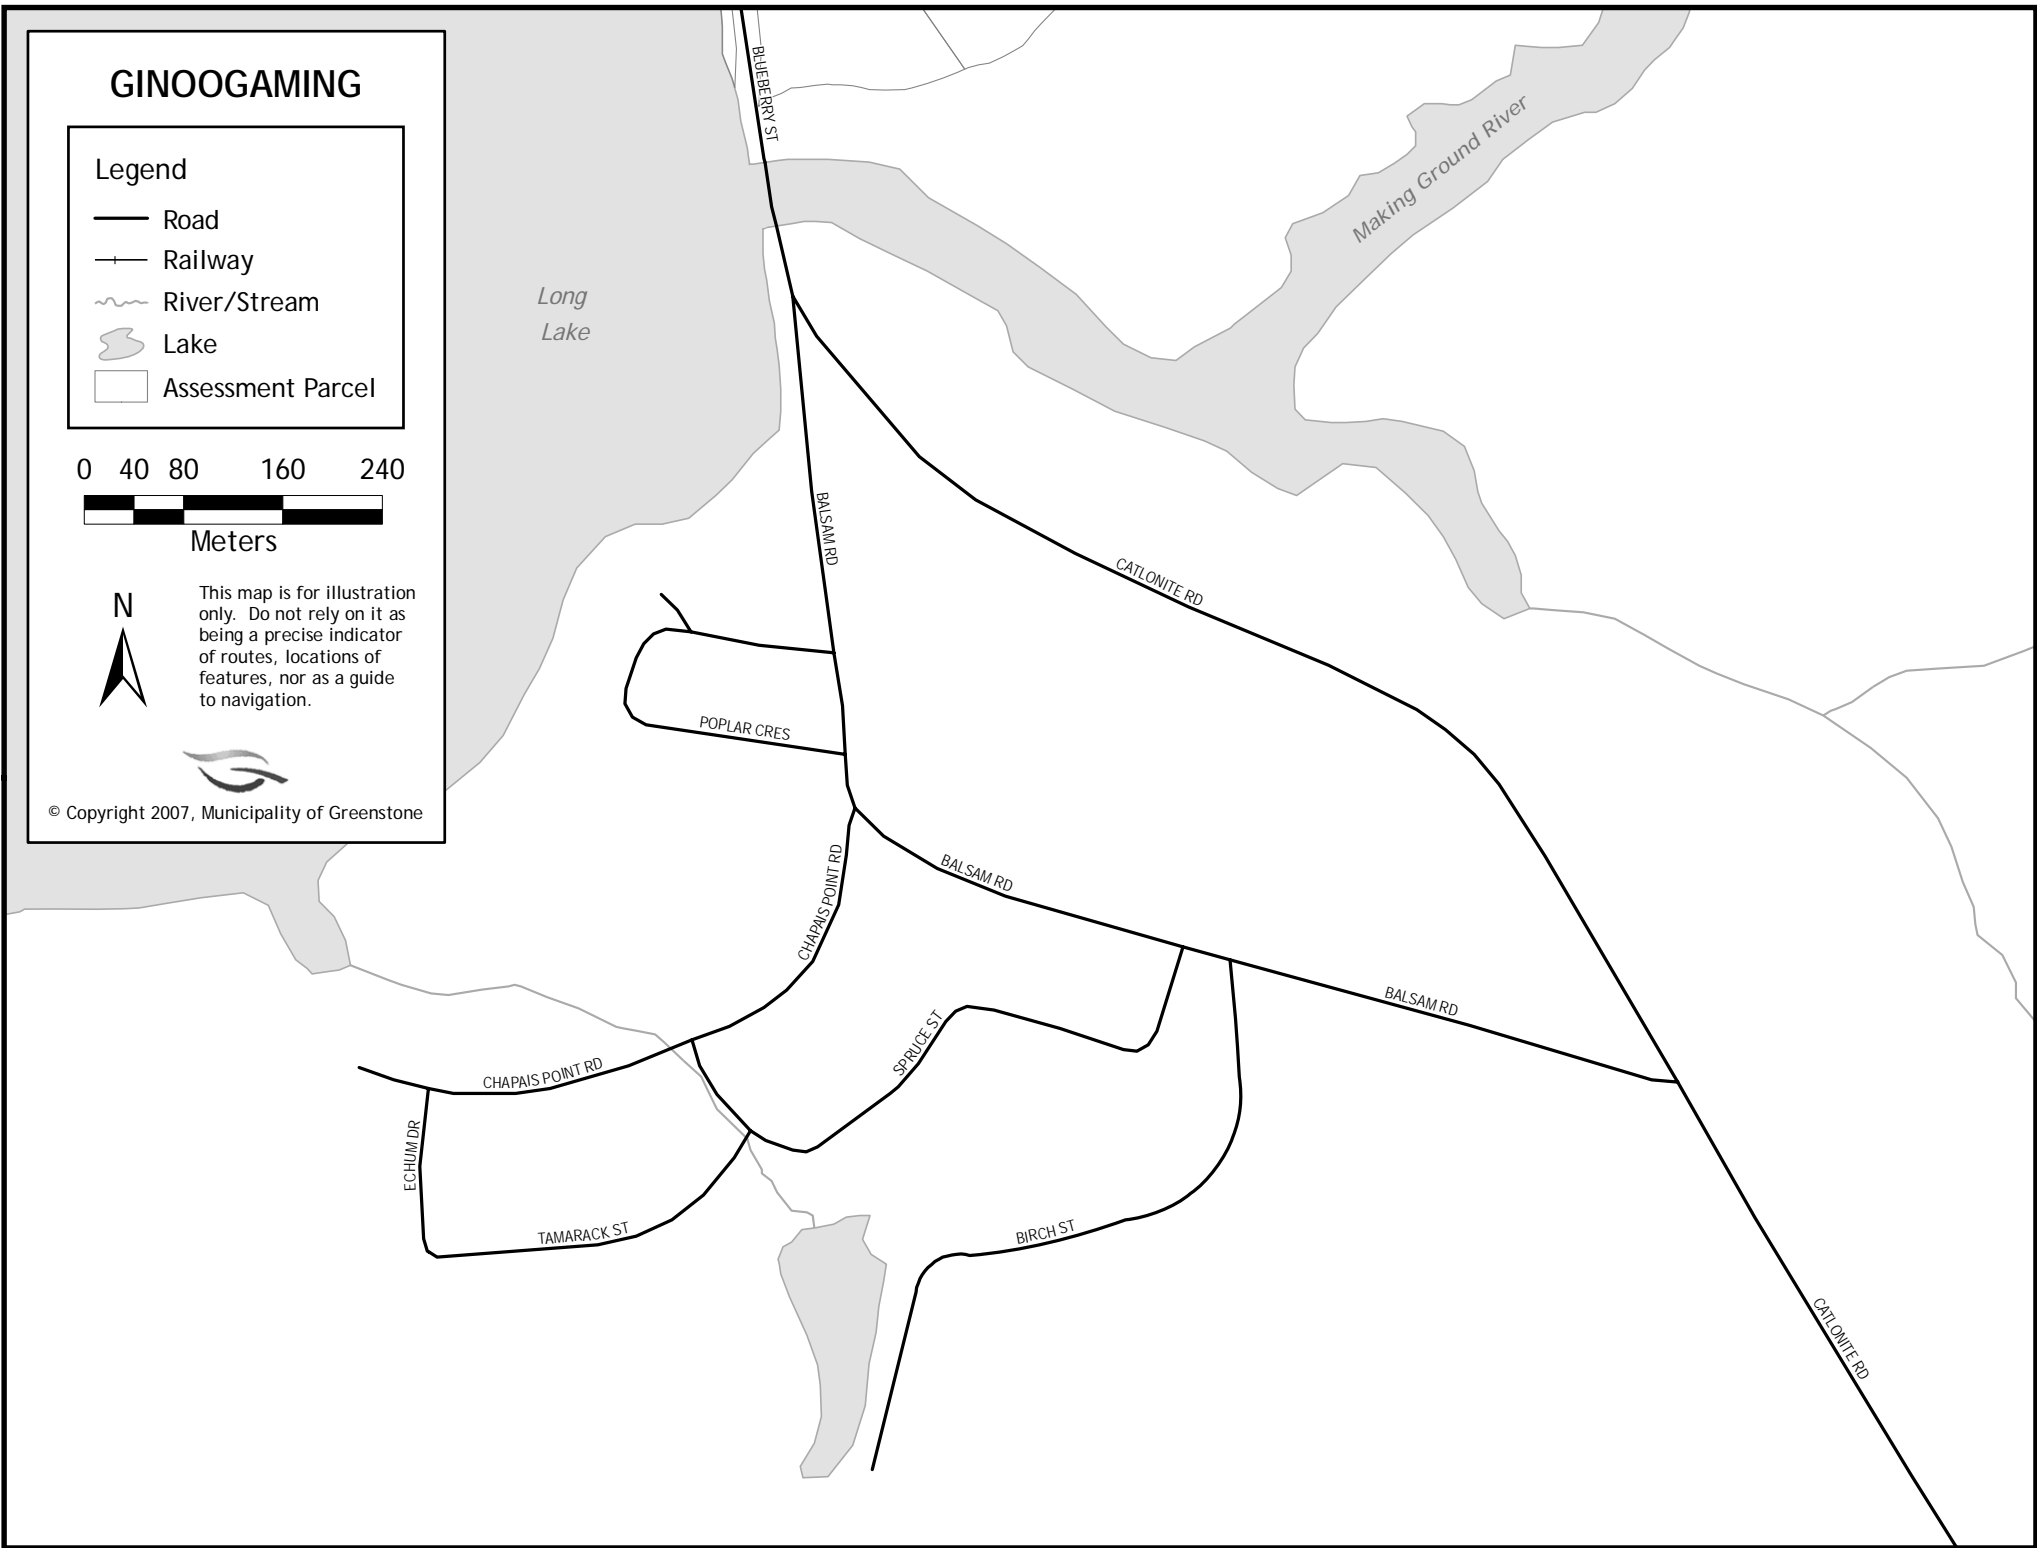 GINOOGAMING
Legend
Road
Railway
River/Stream
Lake
Assessment Parcel
0 40 80 160 240
Meters
N
This map is for illustration
only. Do not rely on it as
being a precise indicator
of routes, locations of
features, nor as a guide
to navigation.
© Copyright 2007, Municipality of Greenstone
BLUEBERRY ST
Making Ground River
Long
Lake
BALSAM RD
CATLONITE RD
POPLAR CRES
CHAPAIS POINT RD
BALSAM RD
BALSAM RD
SPRUCE ST
CHAPAIS POINT RD
ECHUM DR
TAMARACK ST
BIRCH ST
CATLONITE RD